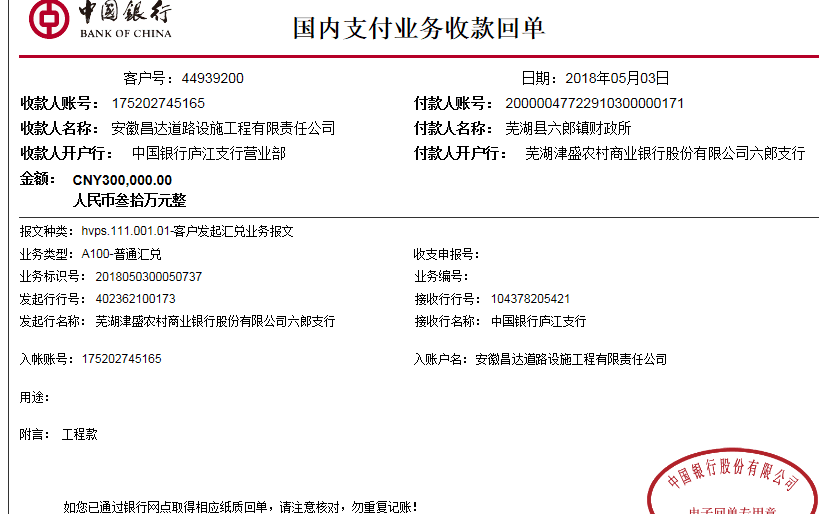 中国银行
BANK OF CHINA
国内支付业务收款回单
客户号：44939200 日期：2018年05月03日
收款人账号：175202745165 付款人账号：20000047722910300000171
收款人名称：安徽昌达道路设施工程有限责任公司 付款人名称：芜湖县六郎镇财政所
收款人开户行：中国银行庐江支行营业部 付款人开户行：芜湖津盛农村商业银行股份有限公司六郎支行
金额：CNY300,000.00
人民币叁拾万元整
报文种类：hvps.111.001.01-客户发起汇兑业务报文
业务类型：A100-普通汇兑 收支申报号：
业务标识号：2018050300050737 业务编号：
发起行行号：402362100173 接收行行号：104378205421
发起行名称：芜湖津盛农村商业银行股份有限公司六郎支行 接收行名称：中国银行庐江支行
入帐账号：175202745165 入账户名：安徽昌达道路设施工程有限责任公司
用途：
附言：工程款
中国银行股份有限公司
如您已通过银行网点取得相应纸质回单，请注意核对，勿重复记账！
电子回单专用章